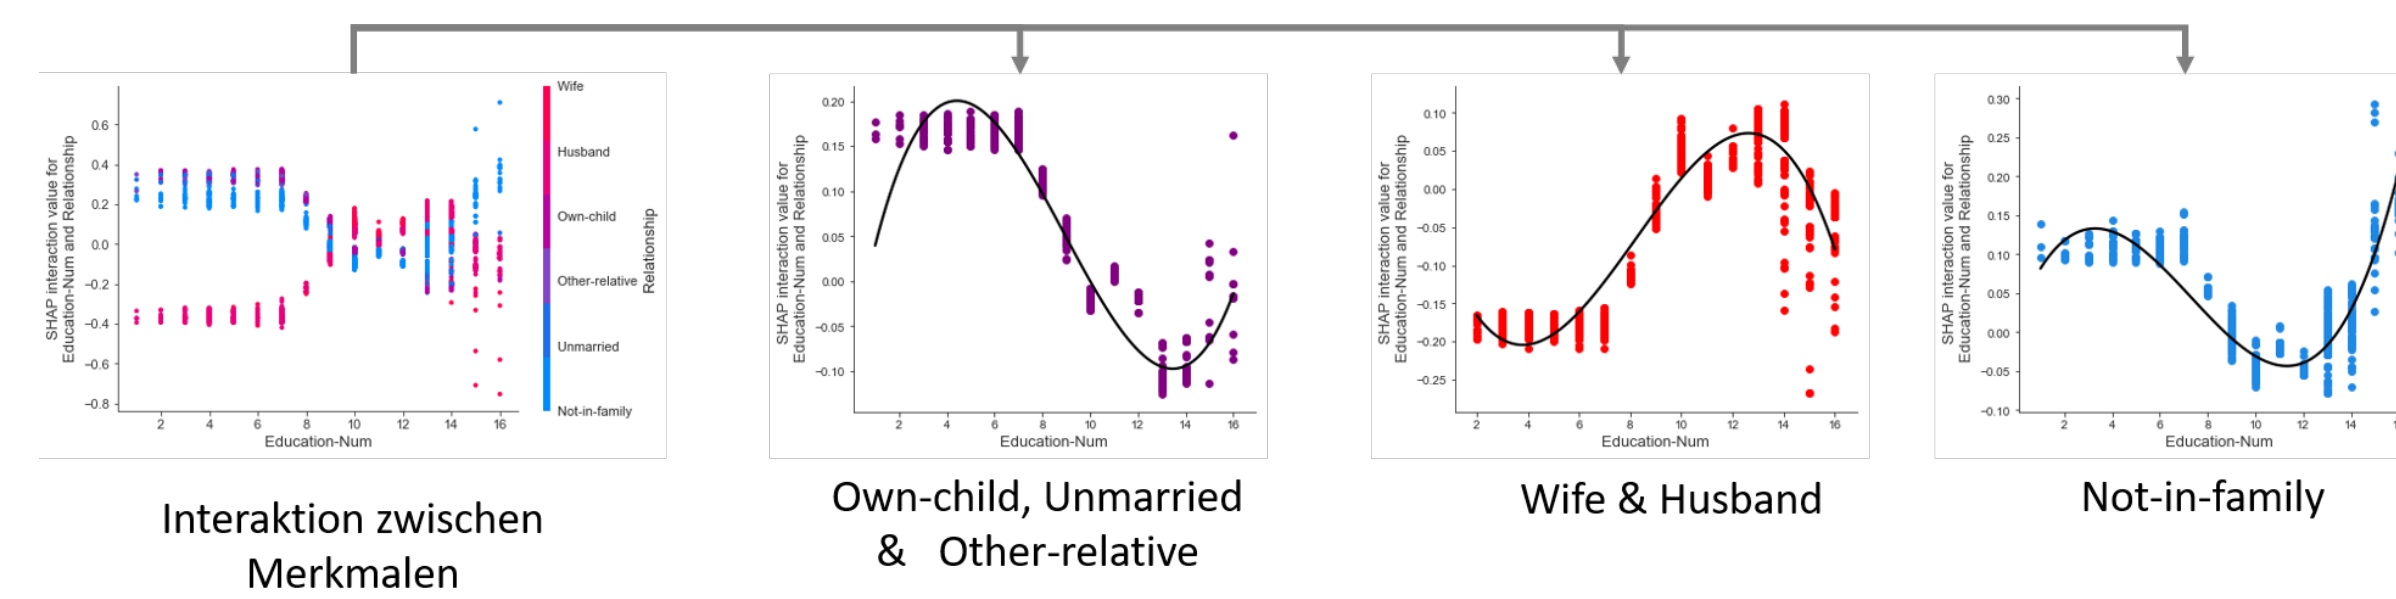 0.6
0.4
0.2
0.0
−0.2
−0.4
−0.6
−0.8
SHAP interaction value for
Education-Num and Relationship
2 4 6 8 10 12 14 16
Education-Num
Wife
Husband
Own-child
Other-relative
Unmarried
Not-in-family
Relationship
Interaktion zwischen
Merkmalen
0.20
0.15
0.10
0.05
0.00
−0.05
−0.10
SHAP interaction value for
Education-Num and Relationship
2 4 6 8 10 12 14 16
Education-Num
Own-child, Unmarried
& Other-relative
0.10
0.05
0.00
−0.05
−0.10
−0.15
−0.20
−0.25
SHAP interaction value for
Education-Num and Relationship
2 4 6 8 10 12 14 16
Education-Num
Wife & Husband
0.30
0.25
0.20
0.15
0.10
0.05
0.00
−0.05
−0.10
SHAP interaction value for
Education-Num and Relationship
2 4 6 8 10 12 14
Education-Num
Not-in-family